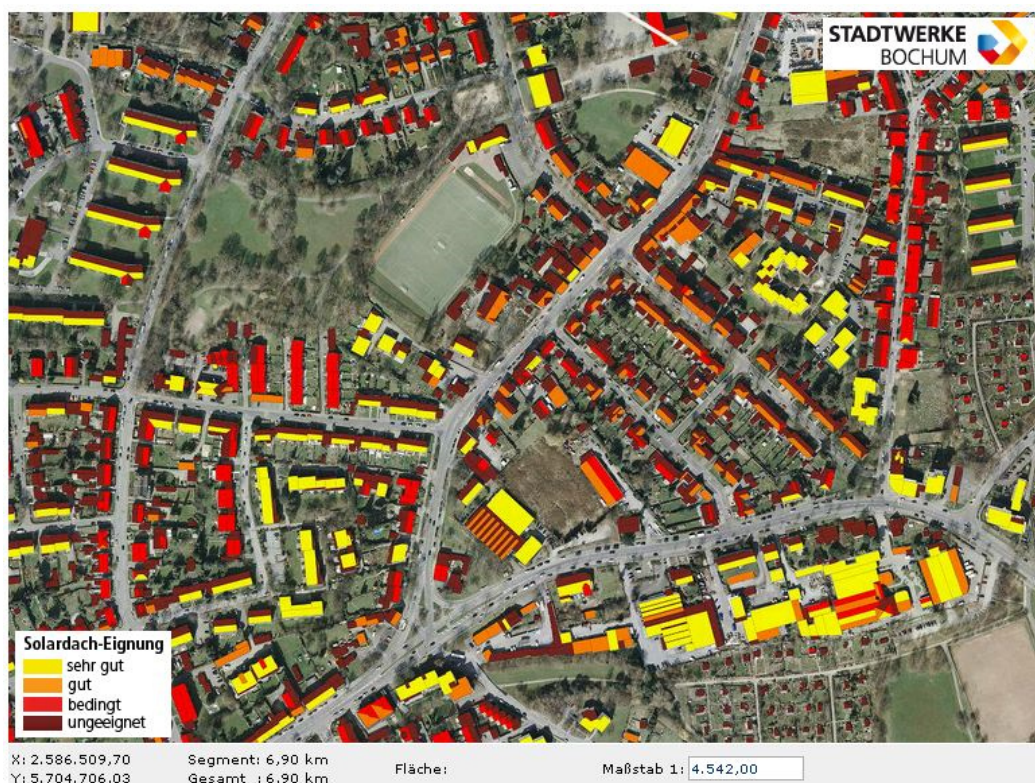 STADTWERKE
BOCHUM
Solardach-Eignung
sehr gut
gut
bedingt
ungeeignet
X: 2.586.509,70
Y: 5.704.706,03
Segment: 6,90 km
Gesamt : 6,90 km
Fläche:
Maßstab 1: 4.542,00